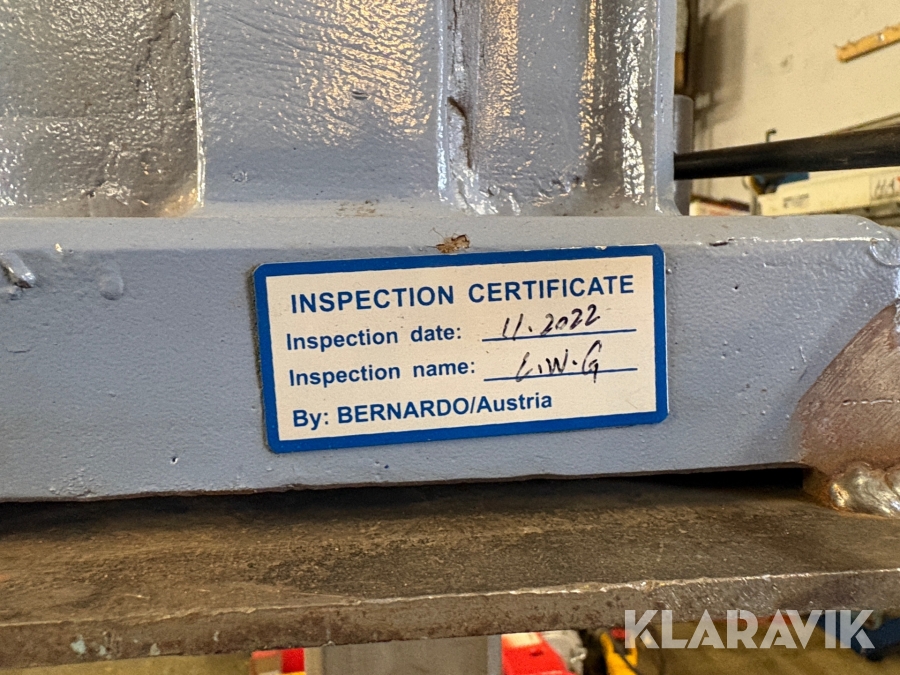 INSPECTION CERTIFICATE
Inspection date: 11.2022
Inspection name: L.W.G
By: BERNARDO/Austria
KLARAVIK